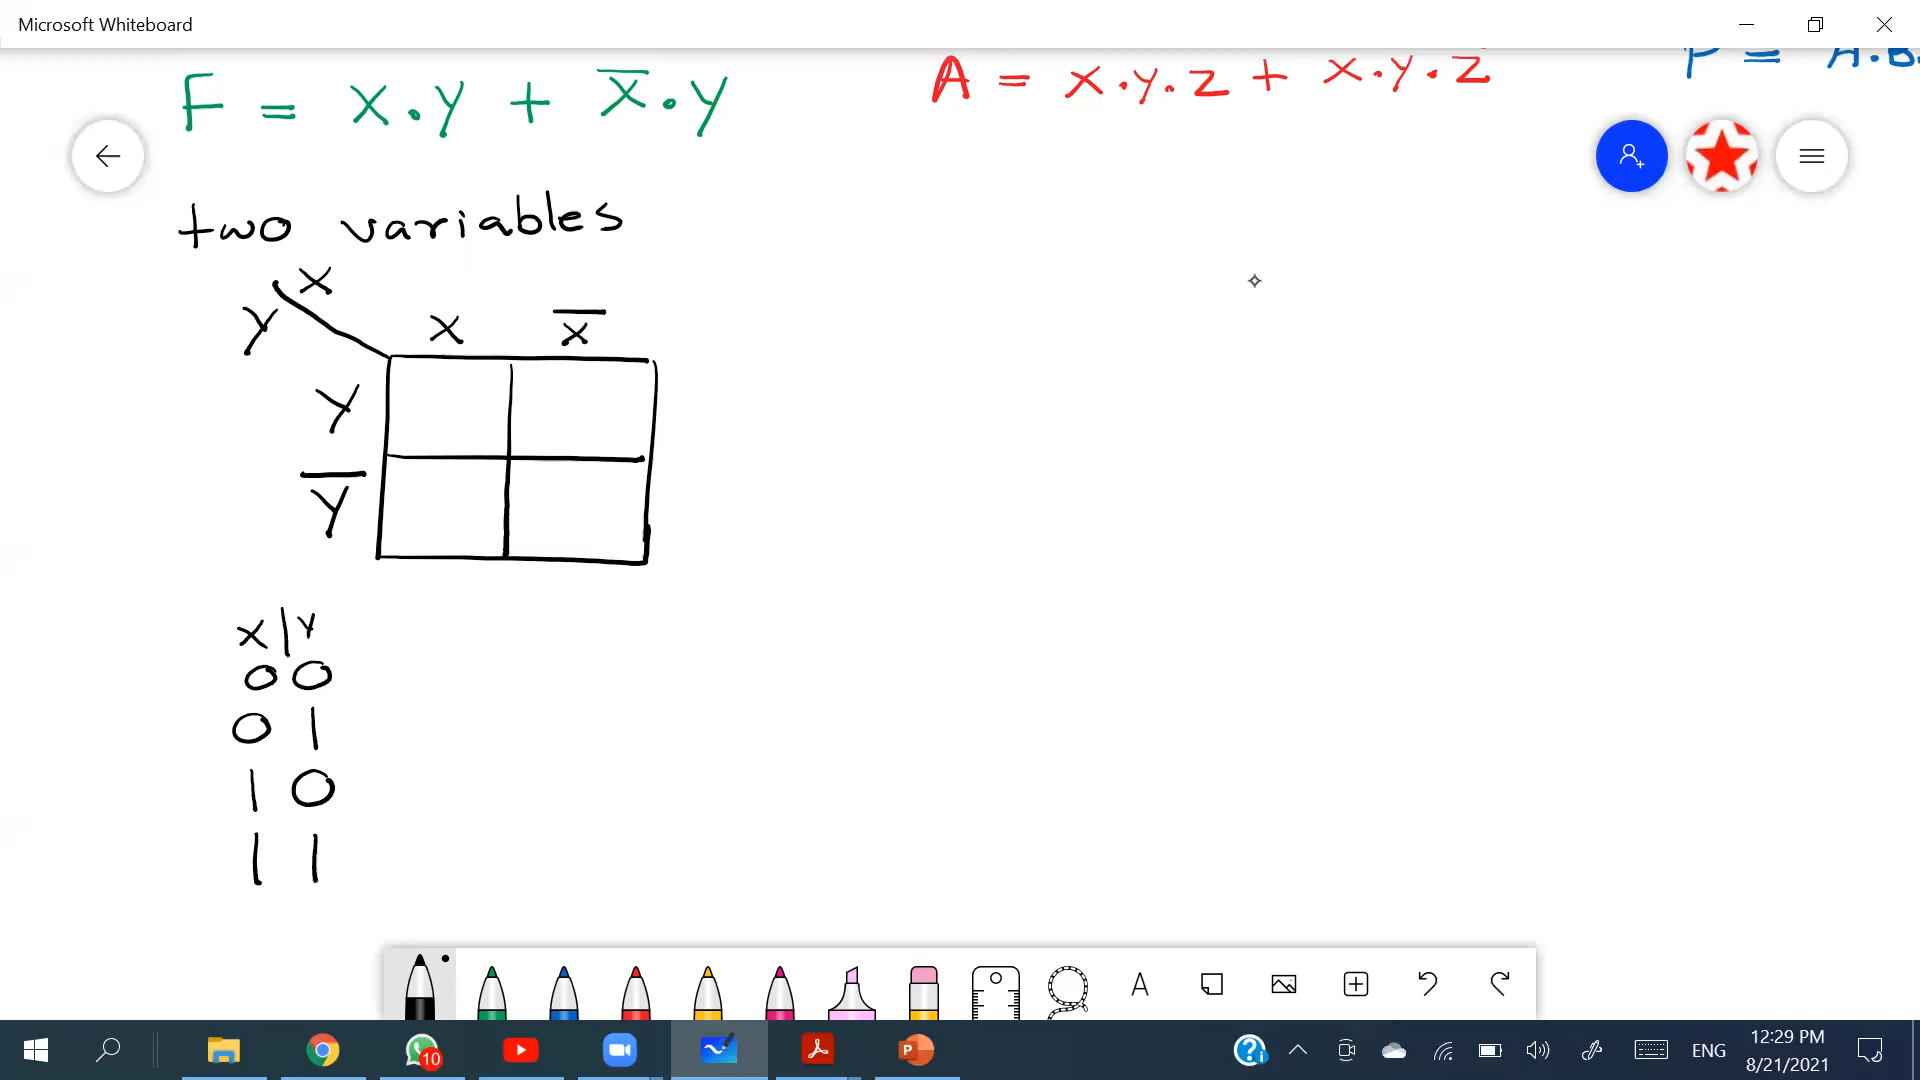 Microsoft Whiteboard
F = X.Y + X̅.Y
A = X.Y.Z + X.Y.Z
P = A.B.
two variables
X
Y
X X̅
Y
Y̅
X|Y
0 0
0 1
1 0
1 1
A
10
P
ENG
12:29 PM
8/21/2021